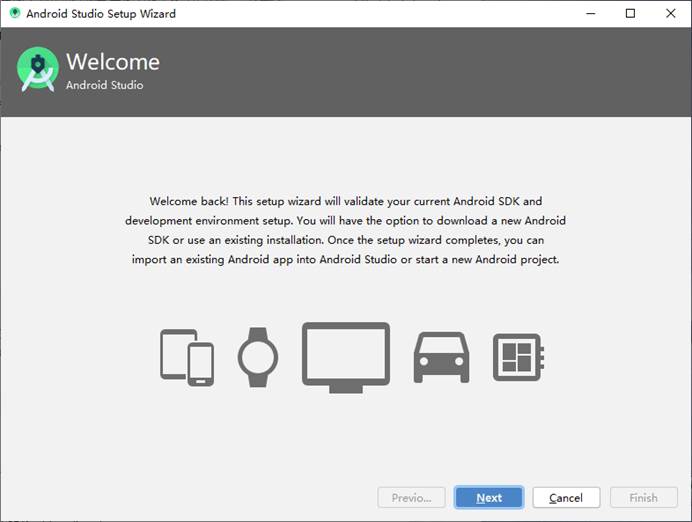 Android Studio Setup Wizard
Welcome
Android Studio
Welcome back! This setup wizard will validate your current Android SDK and
development environment setup. You will have the option to download a new Android
SDK or use an existing installation. Once the setup wizard completes, you can
import an existing Android app into Android Studio or start a new Android project.
Previo... Next Cancel Finish